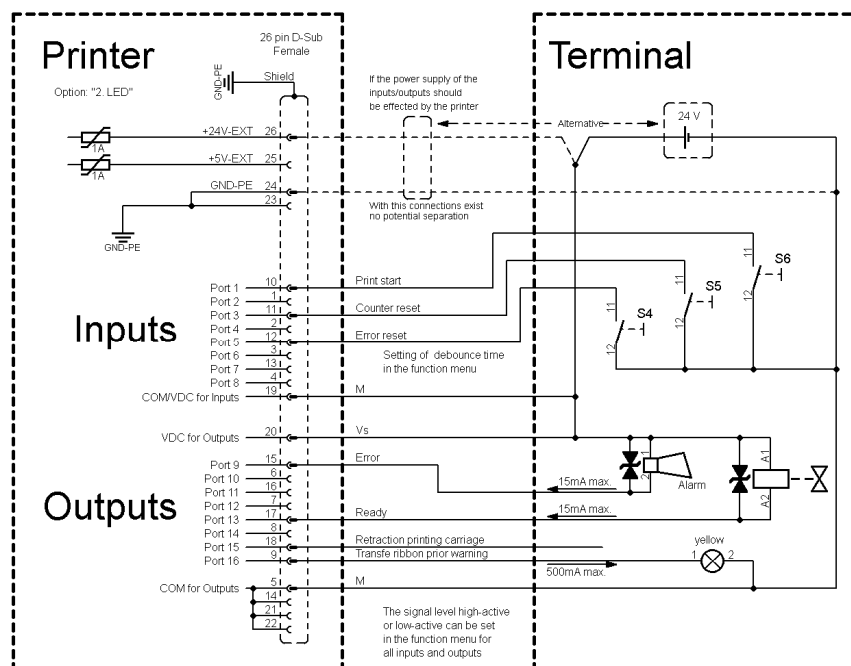 Printer
26 pin D-Sub
Female
Terminal
Option: "2. LED"
GND-PE
Shield
If the power supply of the
inputs/outputs should
be effected by the printer
Alternative
24 V
+24V-EXT 26
1A
+5V-EXT 25
1A
GND-PE 24
23
GND-PE
With this connections exist
no potential separation
Inputs
Port 1 10 Print start
Port 2 1
Port 3 11 Counter reset
Port 4 2
Port 5 12 Error reset
Port 6 3
Port 7 13
Port 8 4
COM/VDC for Inputs 19 M
Setting of debounce time
in the function menu
11 S6
12
11 S5
12
11 S4
12
VDC for Outputs 20 Vs
Outputs
Port 9 15 Error
Port 10 6
Port 11 16
Port 12 7
Port 13 17 Ready
Port 14 8
Port 15 18 Retraction printing carriage
Port 16 9 Transfe ribbon prior warning
COM for Outputs 5 M
14
21
22
1
2
Alarm
A1
A2
15mA max.
15mA max.
500mA max.
yellow
1 2
The signal level high-active
or low-active can be set
in the function menu for
all inputs and outputs